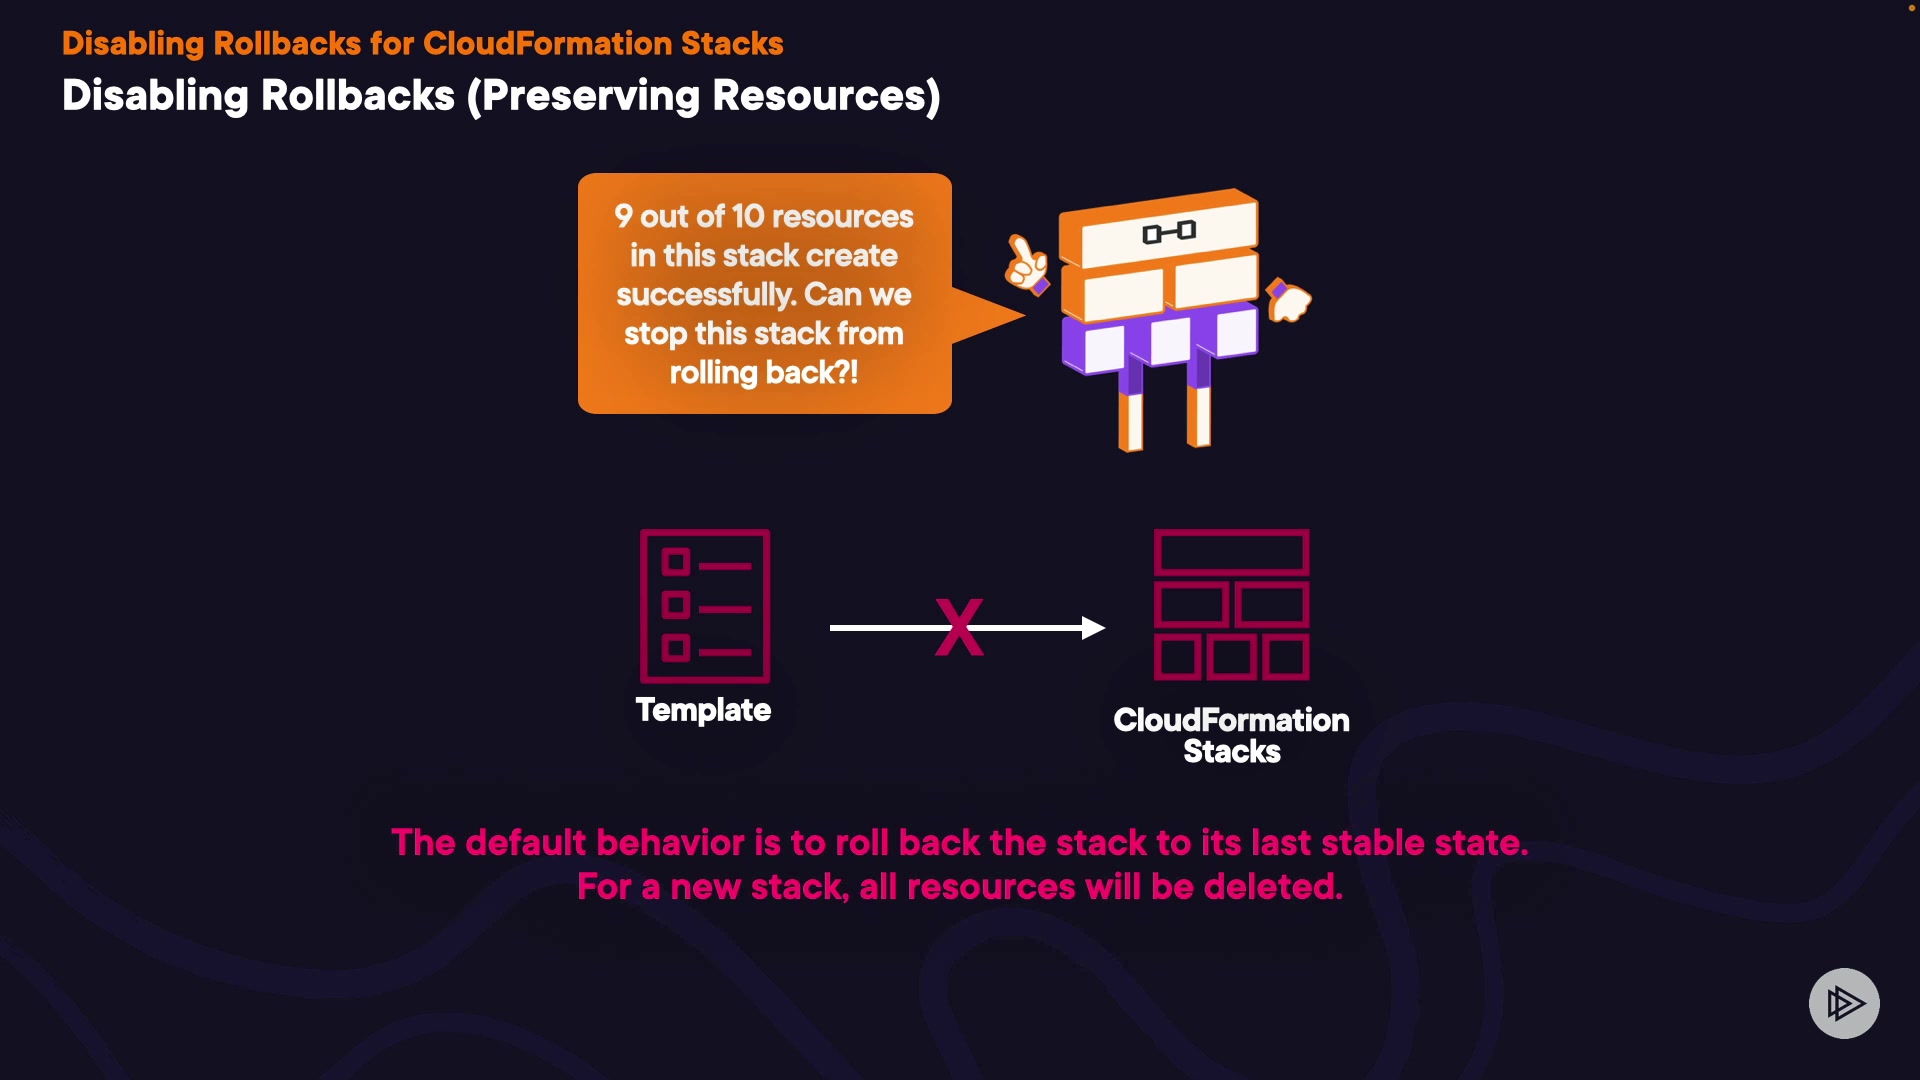 Disabling Rollbacks for CloudFormation Stacks
Disabling Rollbacks (Preserving Resources)
9 out of 10 resources
in this stack create
successfully. Can we
stop this stack from
rolling back?!
X
Template
CloudFormation
Stacks
The default behavior is to roll back the stack to its last stable state.
For a new stack, all resources will be deleted.